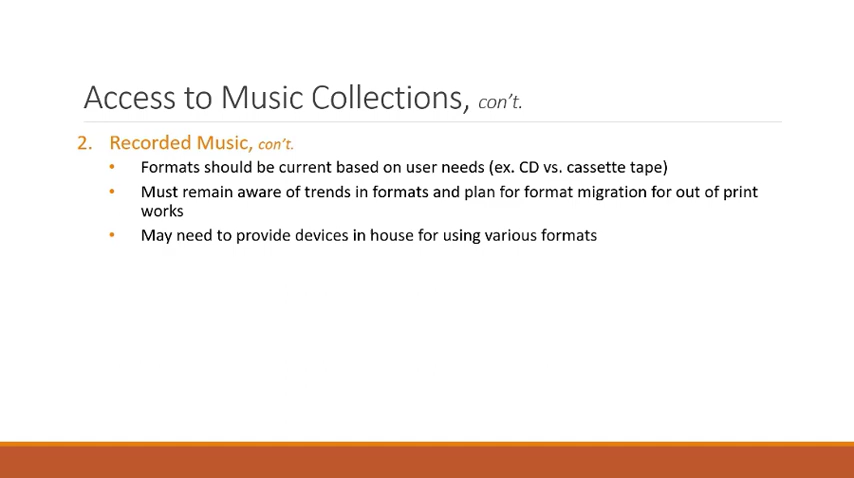 Access to Music Collections, con’t.
2. Recorded Music, con’t.
• Formats should be current based on user needs (ex. CD vs. cassette tape)
• Must remain aware of trends in formats and plan for format migration for out of print
works
• May need to provide devices in house for using various formats